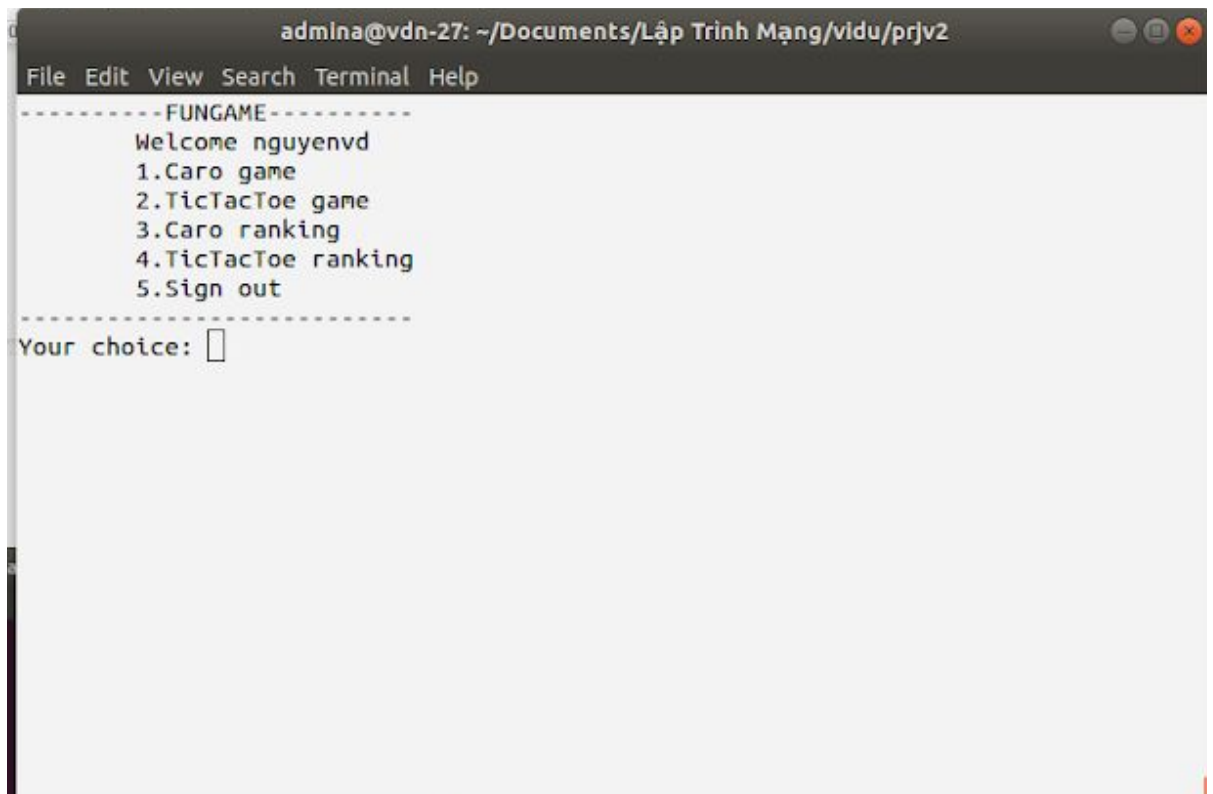 admina@vdn-27: ~/Documents/Lập Trình Mạng/vidu/prjv2
File Edit View Search Terminal Help
----------FUNGAME----------
Welcome nguyenvd
1.Caro game
2.TicTacToe game
3.Caro ranking
4.TicTacToe ranking
5.Sign out
---------------------------
Your choice: